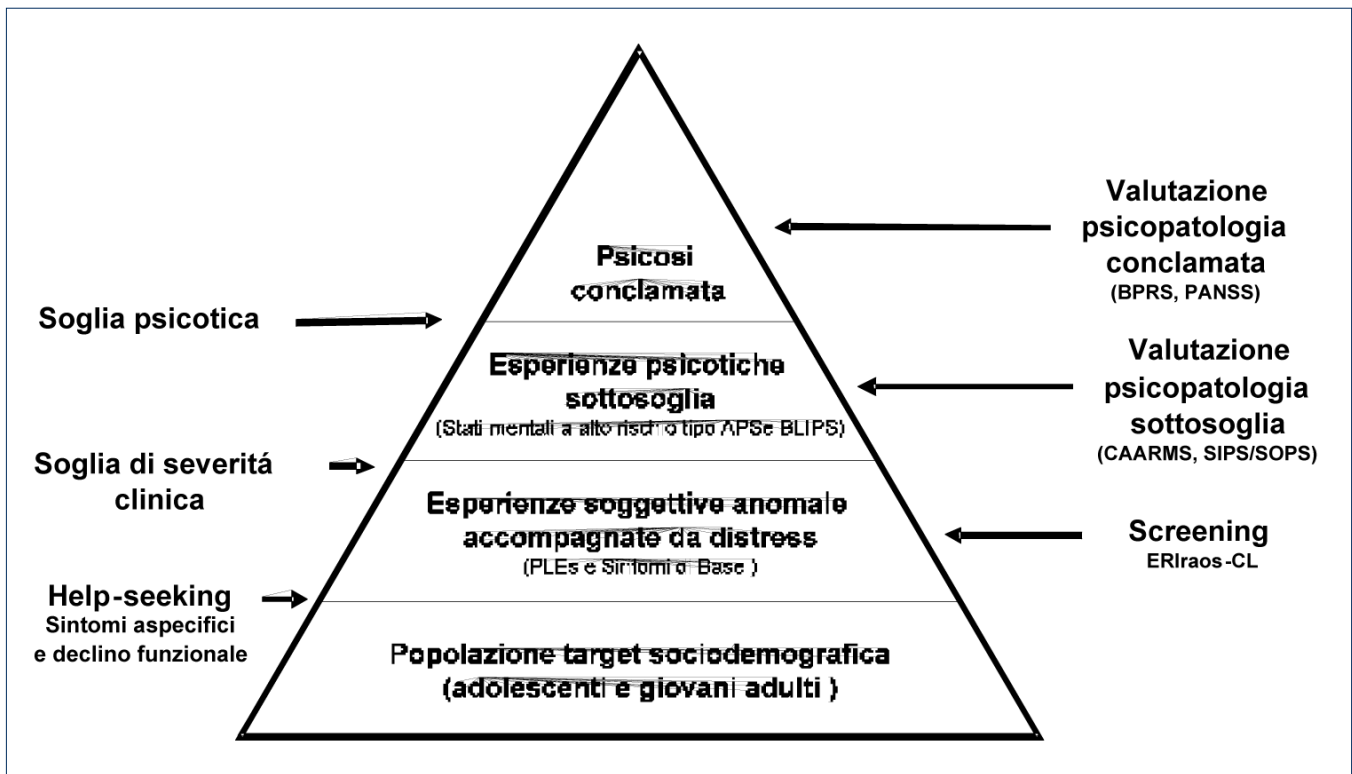 Psicosi
conclamata
Esperienze psicotiche
sottosoglia
(Stati mentali a alto rischio tipo APSe BLIPS)
Esperienze soggettive anomale
accompagnate da distress
(PLEs e Sintomi di Base )
Popolazione target sociodemografica
(adolescenti e giovani adulti )
Soglia psicotica
Soglia di severitá
clinica
Help-seeking
Sintomi aspecifici
e declino funzionale
Valutazione
psicopatologia
conclamata
(BPRS, PANSS)
Valutazione
psicopatologia
sottosoglia
(CAARMS, SIPS/SOPS)
Screening
ERIraos-CL